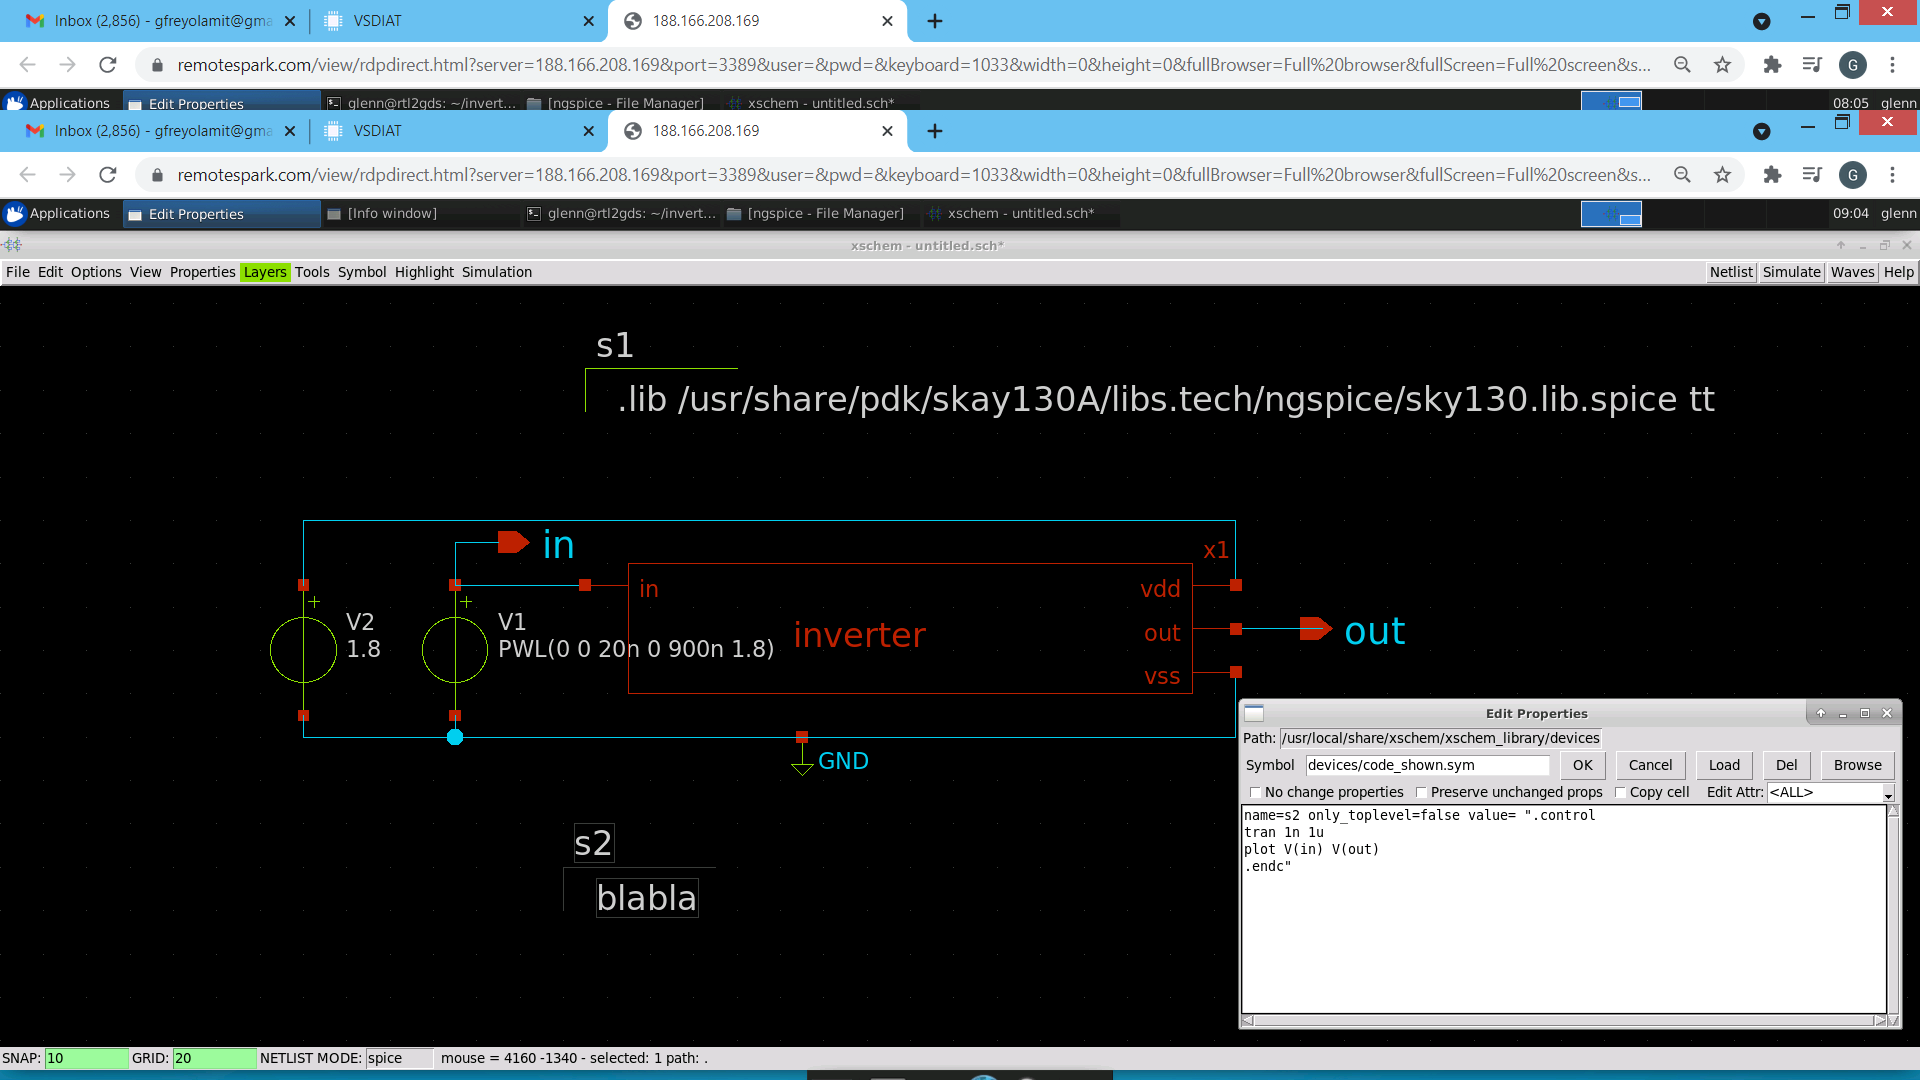 Inbox (2,856) - gfreyolamit@gma
VSDIAT
188.166.208.169
remotespark.com/view/rdpdirect.html?server=188.166.208.169&port=3389&user=&pwd=&keyboard=1033&width=0&height=0&fullBrowser=Full%20browser&fullScreen=Full%20screen&s...
G
Applications
Edit Properties
glenn@rtl2gds: ~/invert...
[ngspice - File Manager]
xschem - untitled.sch*
08:05
glenn
Inbox (2,856) - gfreyolamit@gma
VSDIAT
188.166.208.169
remotespark.com/view/rdpdirect.html?server=188.166.208.169&port=3389&user=&pwd=&keyboard=1033&width=0&height=0&fullBrowser=Full%20browser&fullScreen=Full%20screen&s...
G
Applications
Edit Properties
[Info window]
glenn@rtl2gds: ~/invert...
[ngspice - File Manager]
xschem - untitled.sch*
09:04
glenn
xschem - untitled.sch*
File Edit Options View Properties Layers Tools Symbol Highlight Simulation
Netlist Simulate Waves Help
s1
.lib /usr/share/pdk/skay130A/libs.tech/ngspice/sky130.lib.spice tt
in
x1
in
vdd
V2
1.8
V1
PWL(0 0 20n 0 900n 1.8)
inverter
out
out
vss
GND
s2
blabla
Edit Properties
Path: /usr/local/share/xschem/xschem_library/devices
Symbol devices/code_shown.sym OK Cancel Load Del Browse
No change properties Preserve unchanged props Copy cell Edit Attr: <ALL>
name=s2 only_toplevel=false value= ".control
tran 1n 1u
plot V(in) V(out)
.endc"
SNAP: 10 GRID: 20 NETLIST MODE: spice mouse = 4160 -1340 - selected: 1 path: .